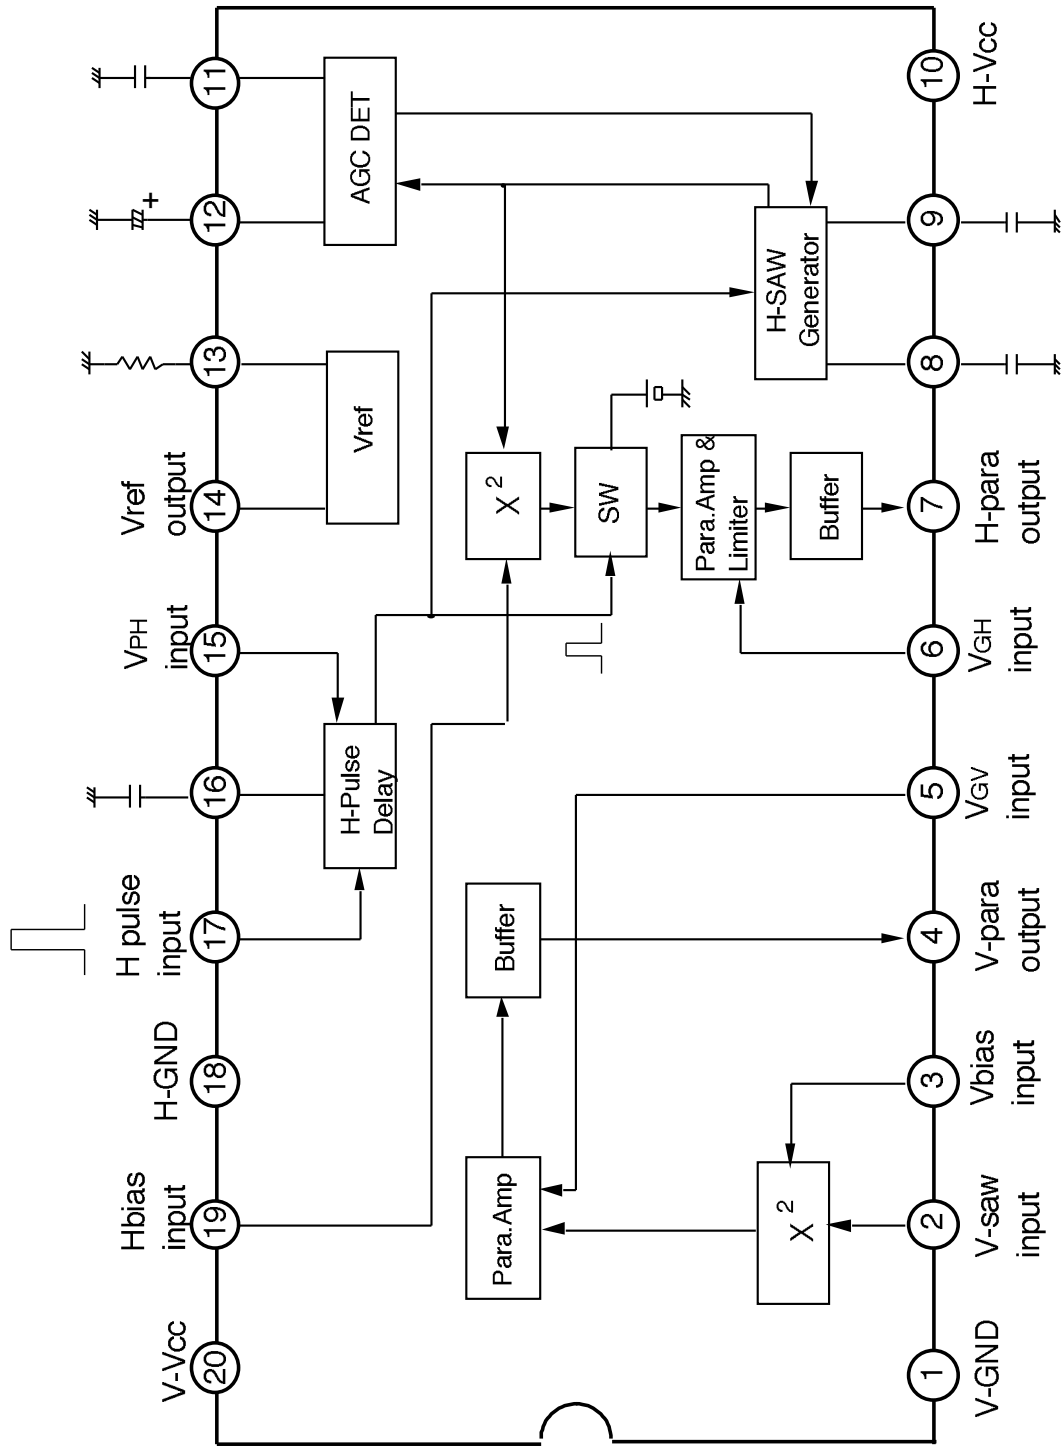 V-Vcc
Hbias
input
H-GND
H pulse
input
VPH
input
Vref
output
20
19
18
17
16
15
14
13
12
11
+
H-Pulse
Delay
Vref
AGC DET
Para.Amp
Buffer
X 2
SW
Para.Amp &
Limiter
Buffer
X 2
H-SAW
Generator
1
2
3
4
5
6
7
8
9
10
V-GND
V-saw
input
Vbias
input
V-para
output
VGV
input
VGH
input
H-para
output
H-Vcc